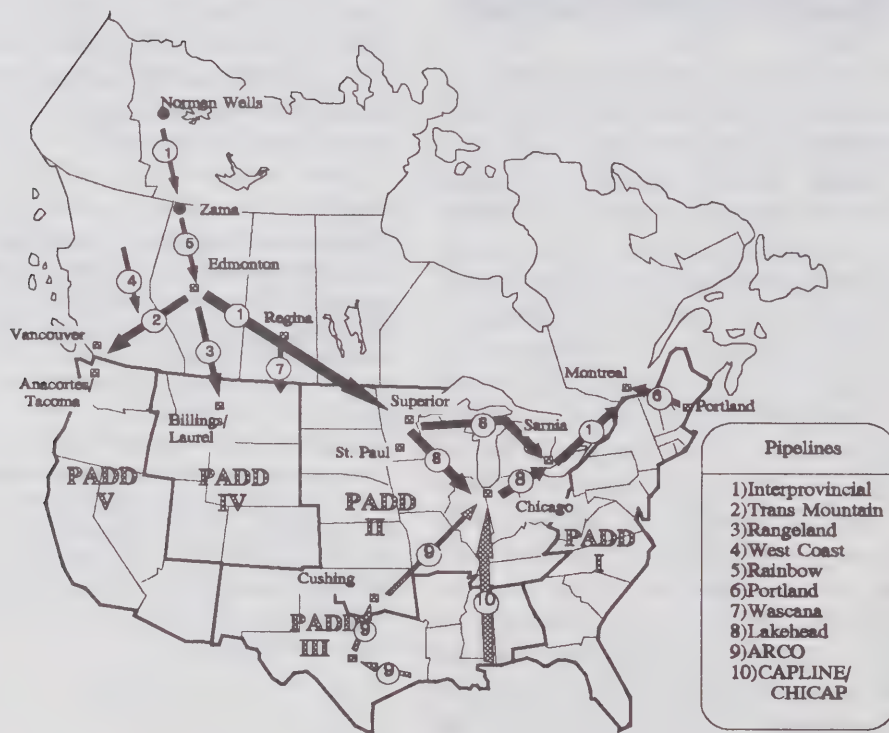 Norman Wells
1
Zama
5
Edmonton
4
2
1
Regina
3
7
Vancouver
Anacortes/
Tacoma
Billings/
Laurel
Superior
8
Sarnia
Montreal
1
6
Portland
St. Paul
8
8
Chicago
PADD
V
PADD
IV
PADD
II
PADD
I
9
Cushing
10
PADD
III
9
9
Pipelines
1)Interprovincial
2)Trans Mountain
3)Rangeland
4)West Coast
5)Rainbow
6)Portland
7)Wascana
8)Lakehead
9)ARCO
10)CAPLINE/
CHICAP